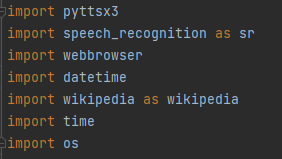 import pyttsx3
import speech_recognition as sr
import webbrowser
import datetime
import wikipedia as wikipedia
import time
import os